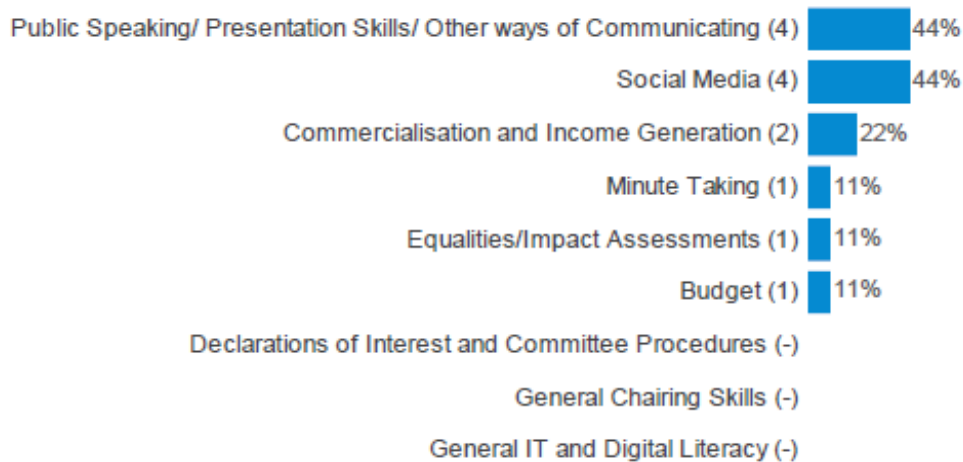 Public Speaking/ Presentation Skills/ Other ways of Communicating (4) 44%
Social Media (4) 44%
Commercialisation and Income Generation (2) 22%
Minute Taking (1) 11%
Equalities/Impact Assessments (1) 11%
Budget (1) 11%
Declarations of Interest and Committee Procedures (-)
General Chairing Skills (-)
General IT and Digital Literacy (-)